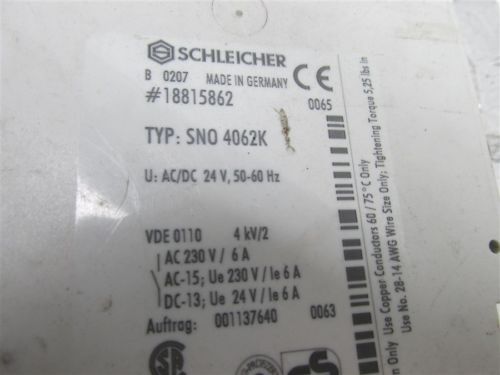 SCHLEICHER
B 0207 MADE IN GERMANY CE
#18815862 0065
TYP: SNO 4062K
U: AC/DC 24 V, 50-60 Hz
VDE 0110 4 kV/2
AC 230 V / 6 A
AC-15; Ue 230 V / Ie 6 A
DC-13; Ue 24 V / Ie 6 A
Auftrag: 001137640 0063
Use Copper Conductors 60 / 75°C Only
Use No. 28-14 AWG Wire Size Only; Tightening Torque 5,25 lbs in
Only